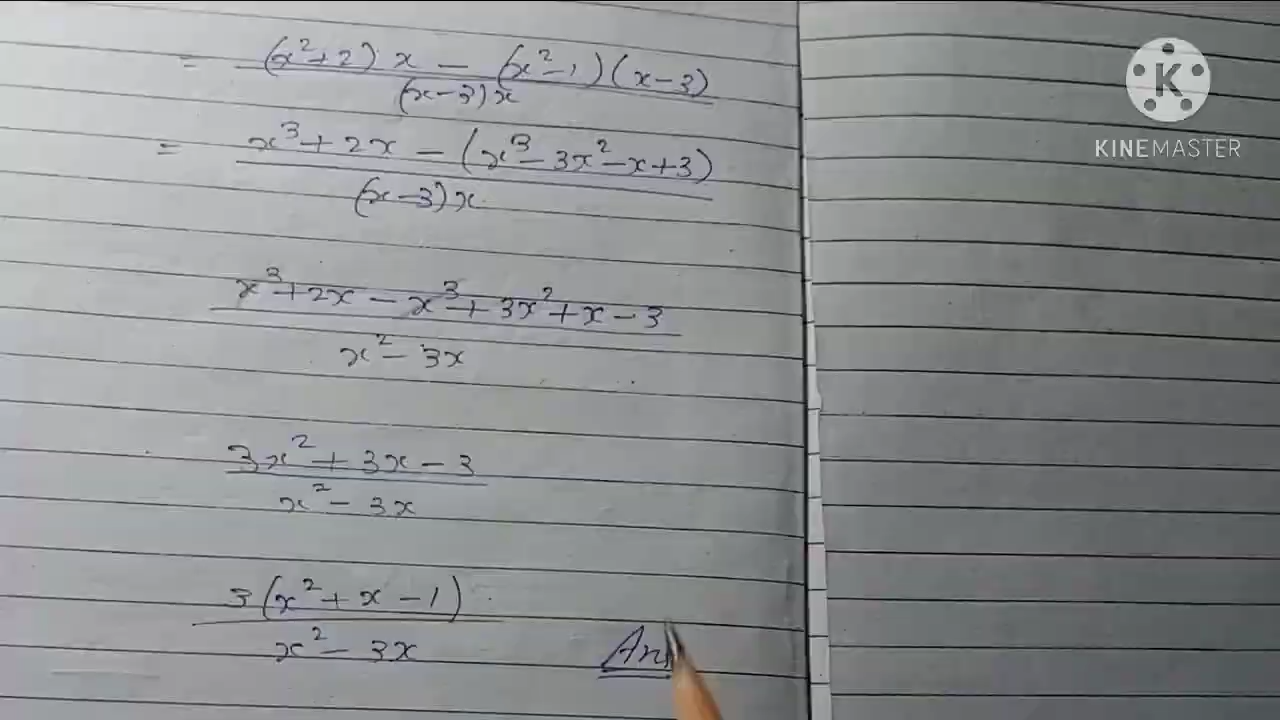 = (x²+2) x − (x²−1)(x−3)
(x−3)x
= x³+2x − (x³−3x²−x+3)
(x−3)x
x³+2x − x³+3x²+x−3
x²−3x
3x²+3x−3
x²−3x
3(x²+x−1)
x²−3x
Ans
K
KINEMASTER